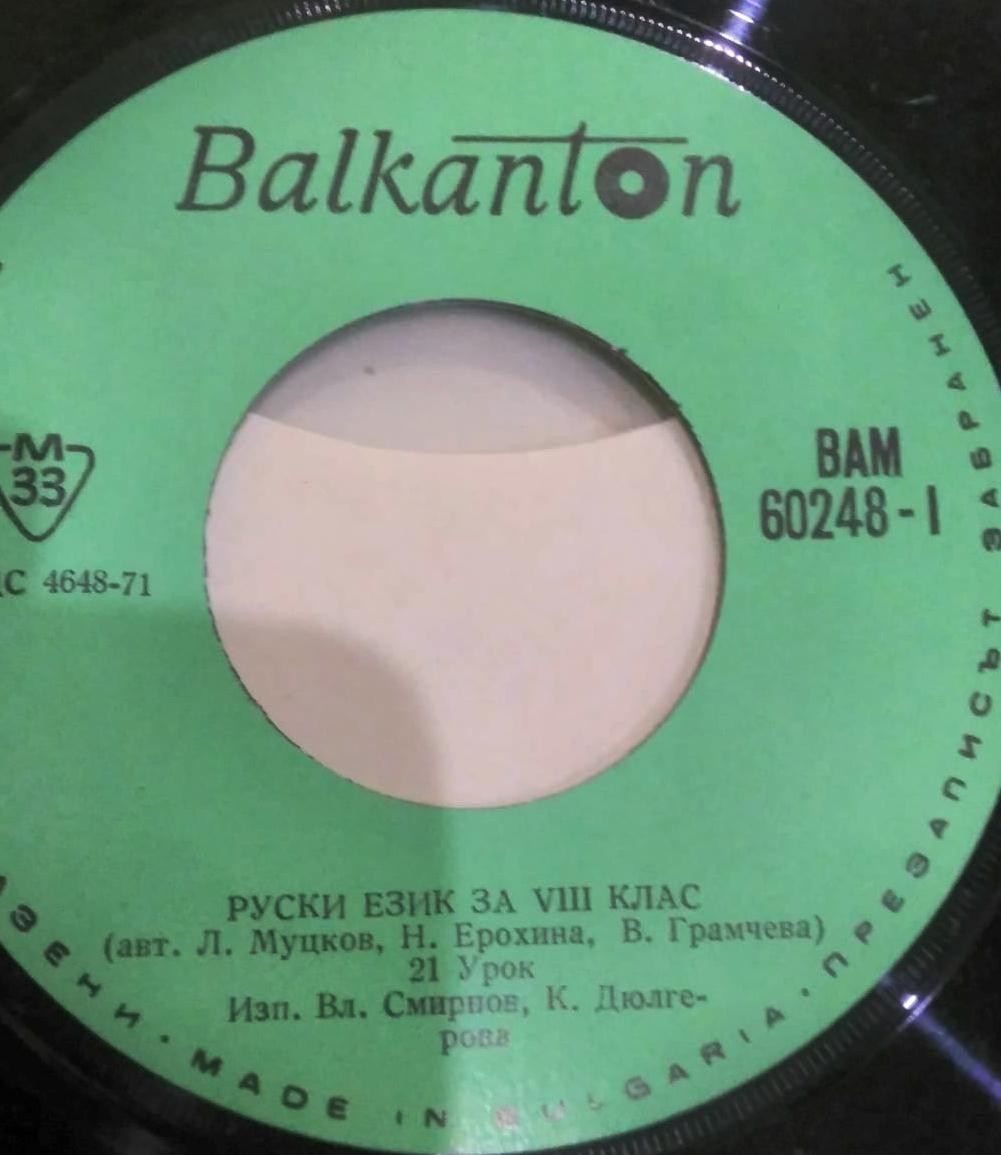 Balkanton
М
33
С 4648-71
ВАМ
60248-I
РУСКИ ЕЗИК ЗА VIII КЛАС
(авт. Л. Муцков, Н. Ерохина, В. Грамчева)
21 Урок
Изп. Вл. Смирнов, К. Дюлге-
рова
ЗЕНИ · MADE IN BULGARIA · ПРЕЗАПИСЪТ ЗАБРАНЕН